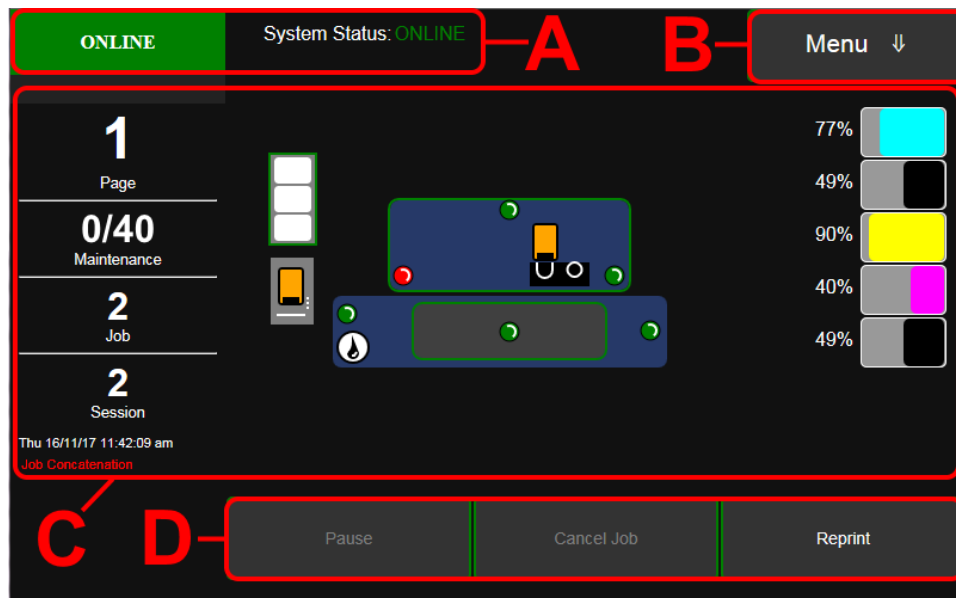 ONLINE
System Status: ONLINE
A
B
Menu ⇓
1
Page
0/40
Maintenance
2
Job
2
Session
Thu 16/11/17 11:42:09 am
Job Concatenation
77%
49%
90%
40%
49%
C
D
Pause
Cancel Job
Reprint